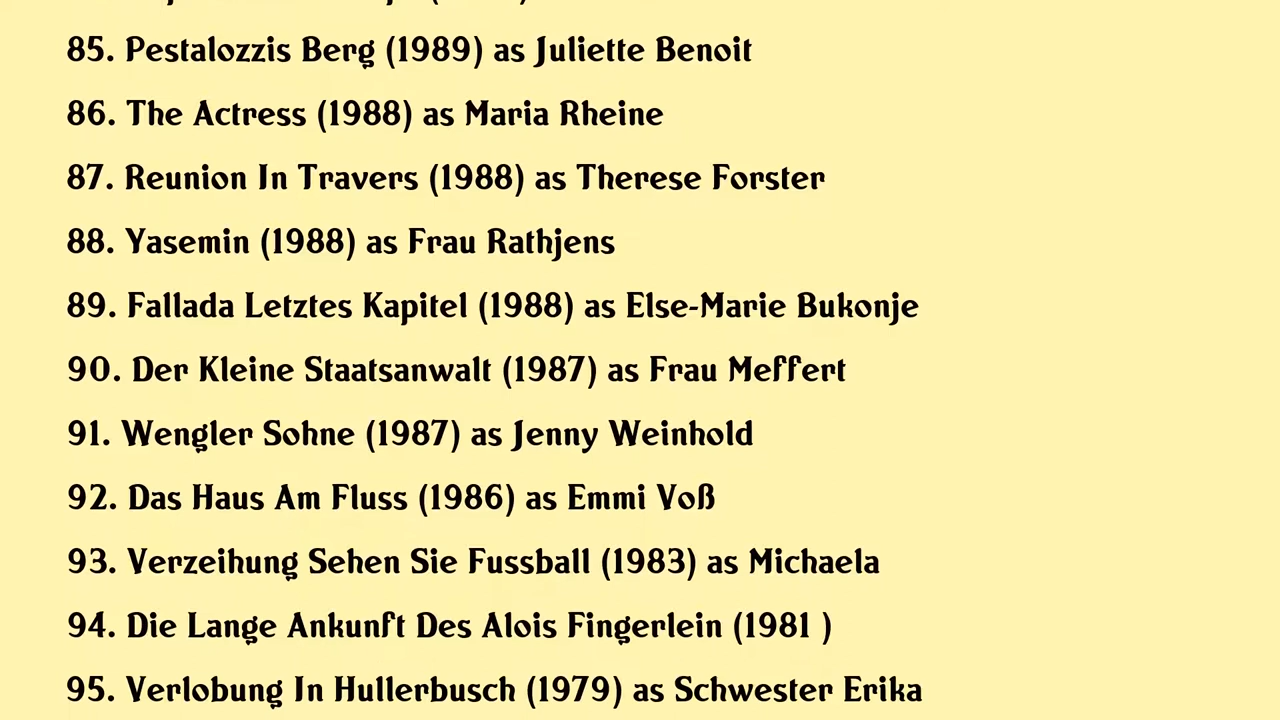 85. Pestalozzis Berg (1989) as Juliette Benoit
86. The Actress (1988) as Maria Rheine
87. Reunion In Travers (1988) as Therese Forster
88. Yasemin (1988) as Frau Rathjens
89. Fallada Letztes Kapitel (1988) as Else-Marie Bukonje
90. Der Kleine Staatsanwalt (1987) as Frau Meffert
91. Wengler Sohne (1987) as Jenny Weinhold
92. Das Haus Am Fluss (1986) as Emmi Voß
93. Verzeihung Sehen Sie Fussball (1983) as Michaela
94. Die Lange Ankunft Des Alois Fingerlein (1981 )
95. Verlobung In Hullerbusch (1979) as Schwester Erika